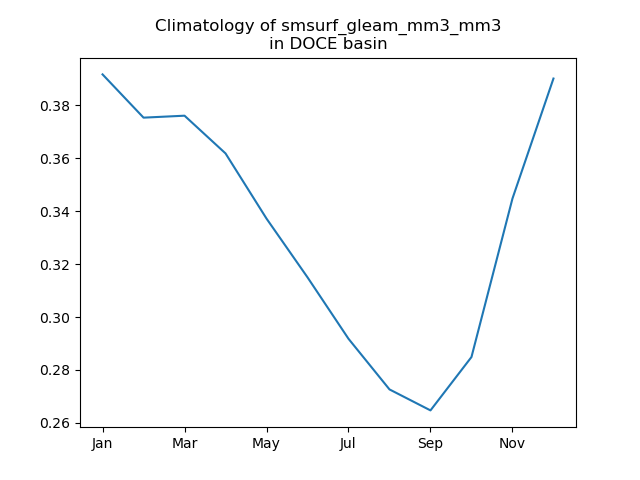 Climatology of smsurf_gleam_mm3_mm3
in DOCE basin
0.38
0.36
0.34
0.32
0.30
0.28
0.26
Jan Mar May Jul Sep Nov